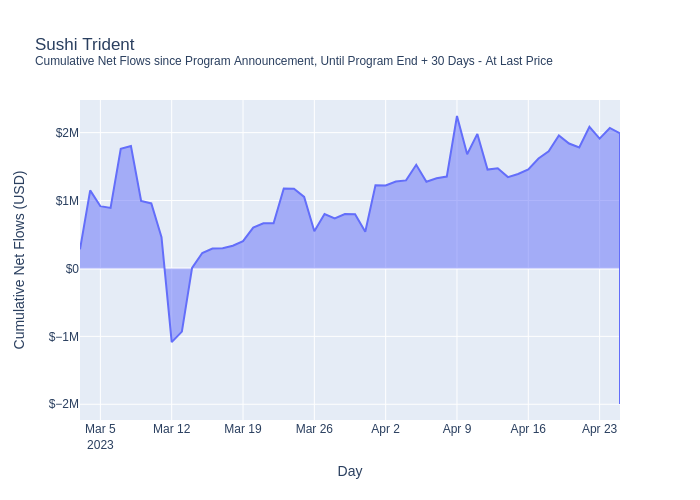 Sushi Trident
Cumulative Net Flows since Program Announcement, Until Program End + 30 Days - At Last Price
Cumulative Net Flows (USD)
$2M
$1M
$0
$−1M
$−2M
Mar 5
2023
Mar 12
Mar 19
Mar 26
Apr 2
Apr 9
Apr 16
Apr 23
Day